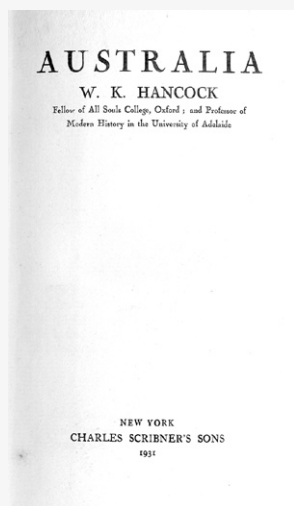 AUSTRALIA
W. K. HANCOCK
Fellow of All Souls College, Oxford ; and Professor of
Modern History in the University of Adelaide
NEW YORK
CHARLES SCRIBNER'S SONS
1931